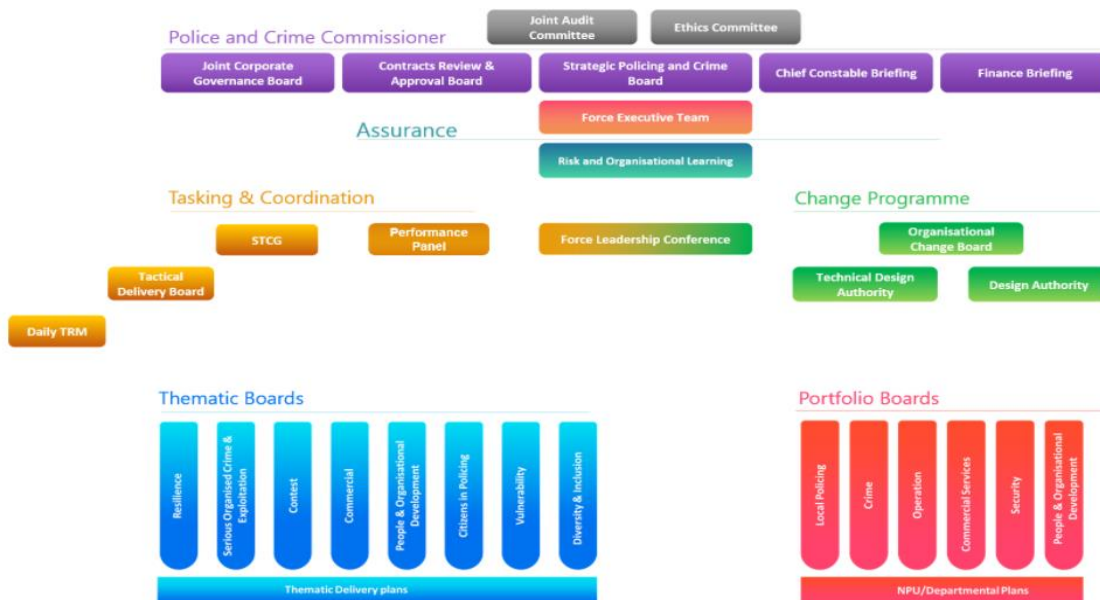 Joint Audit
Committee
Ethics Committee
Police and Crime Commissioner
Joint Corporate
Governance Board
Contracts Review &
Approval Board
Strategic Policing and Crime
Board
Chief Constable Briefing
Finance Briefing
Force Executive Team
Assurance
Risk and Organisational Learning
Tasking & Coordination
Change Programme
STCG
Performance
Panel
Force Leadership Conference
Organisational
Change Board
Tactical
Delivery Board
Technical Design
Authority
Design Authority
Daily TRM
Thematic Boards
Portfolio Boards
Resilience
Serious Organised Crime &
Exploitation
Contest
Commercial
People & Organisational
Development
Citizens in Policing
Vulnerability
Diversity & Inclusion
Local Policing
Crime
Operation
Commercial Services
Security
People & Organisational
Development
Thematic Delivery plans
NPU/Departmental Plans